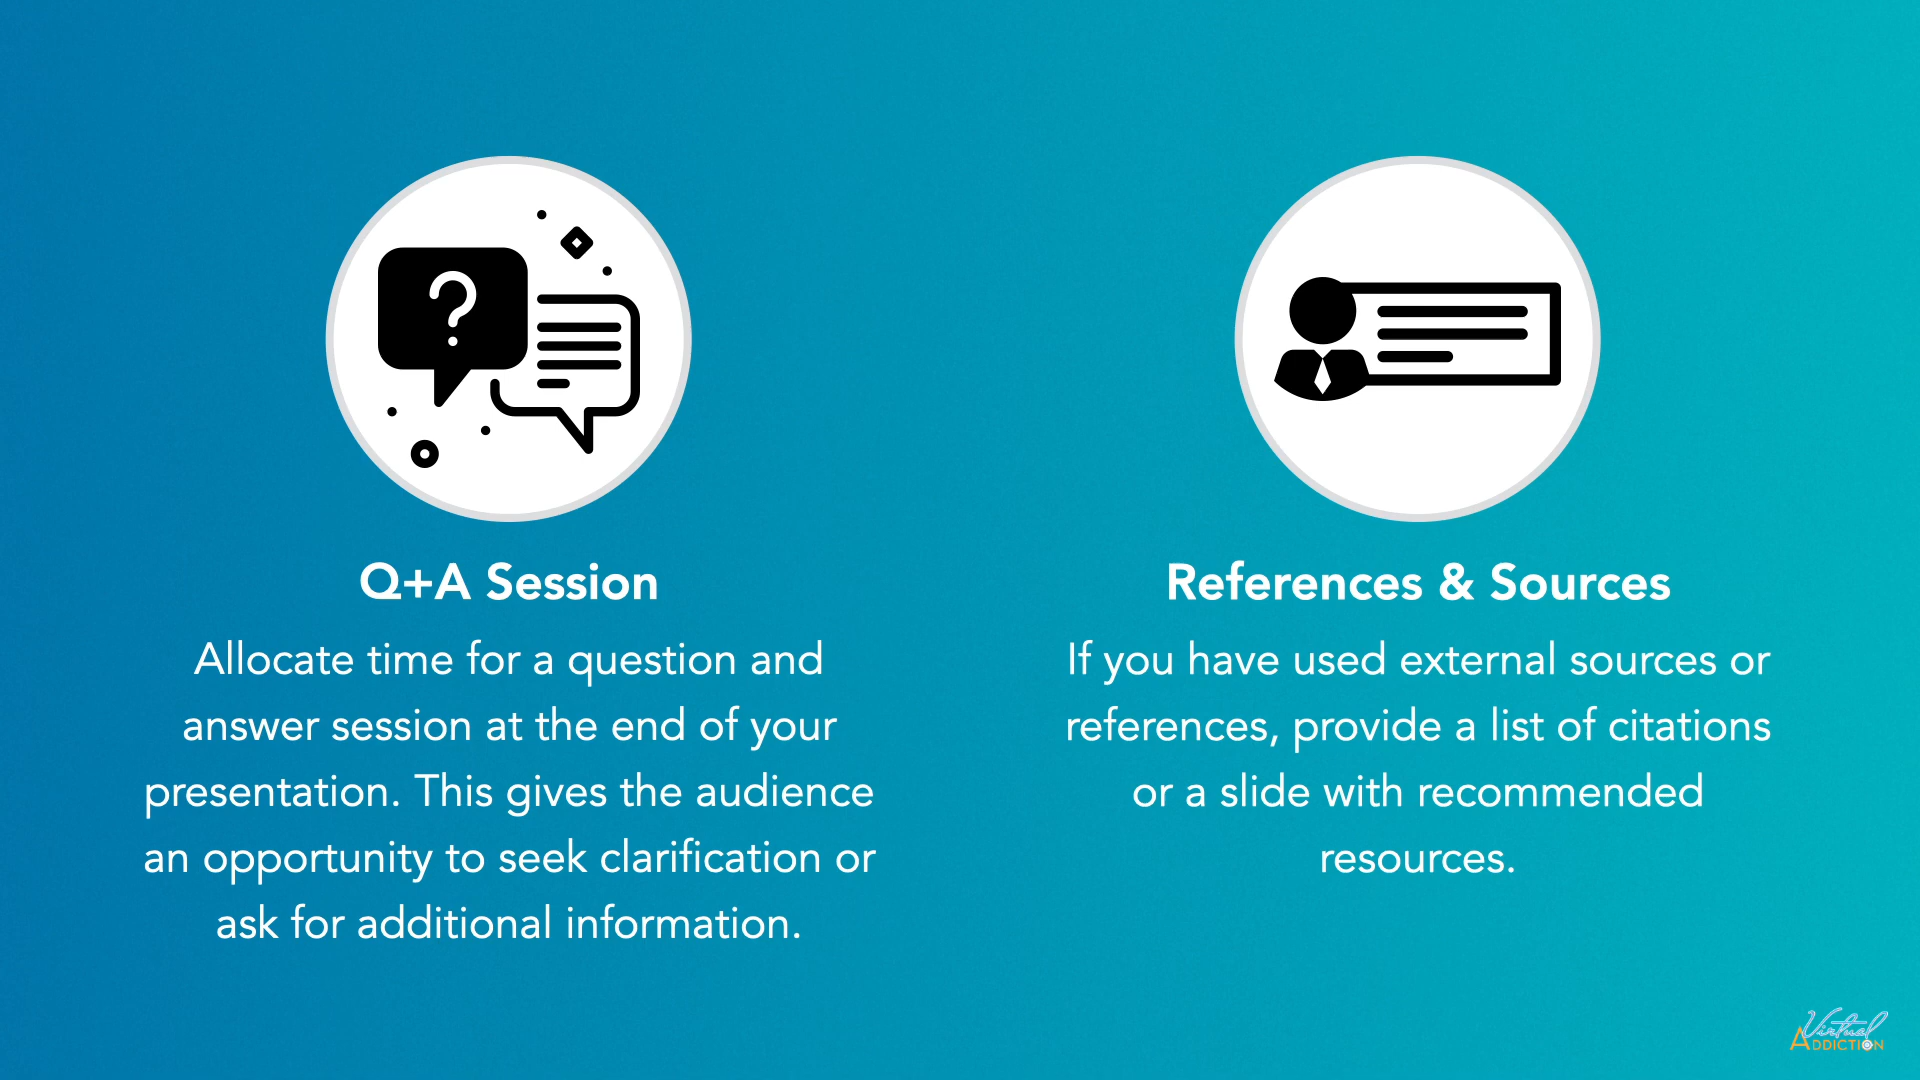 ?
Q+A Session
Allocate time for a question and
answer session at the end of your
presentation. This gives the audience
an opportunity to seek clarification or
ask for additional information.
References & Sources
If you have used external sources or
references, provide a list of citations
or a slide with recommended
resources.
Virtual
ADDICTION